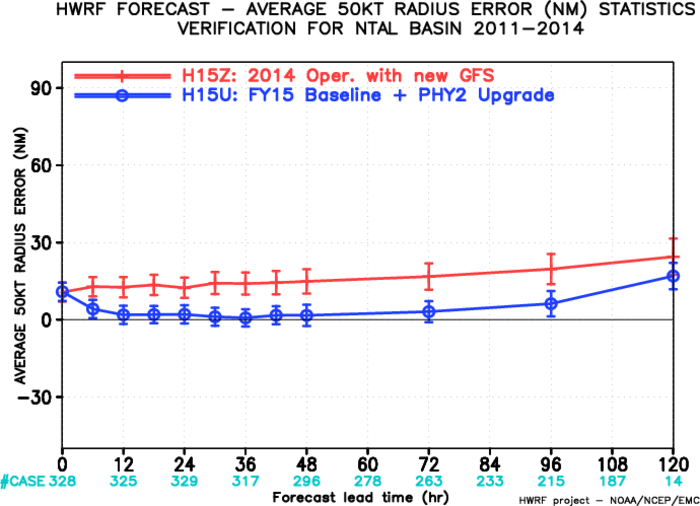 HWRF FORECAST – AVERAGE 50KT RADIUS ERROR (NM) STATISTICS
VERIFICATION FOR NTAL BASIN 2011–2014
H15Z: 2014 Oper. with new GFS
H15U: FY15 Baseline + PHY2 Upgrade
AVERAGE 50KT RADIUS ERROR (NM)
90
60
30
0
–30
0 12 24 36 48 60 72 84 96 108 120
#CASE 328 325 329 317 296 278 263 233 215 187 14
Forecast lead time (hr)
HWRF project – NOAA/NCEP/EMC